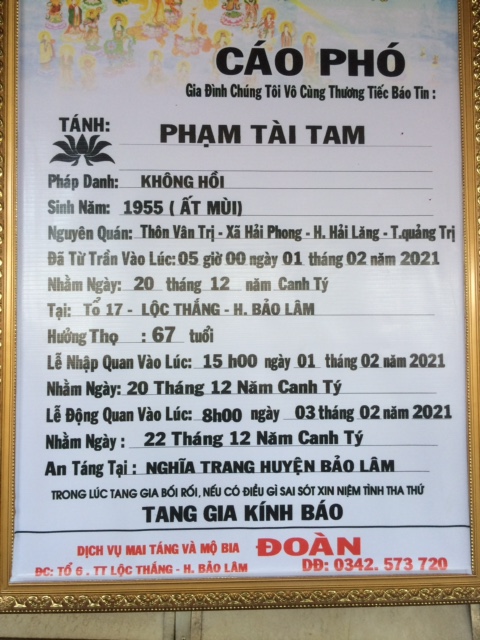 CÁO PHÓ
Gia Đình Chúng Tôi Vô Cùng Thương Tiếc Báo Tin :
TÁNH: PHẠM TÀI TAM
Pháp Danh: KHÔNG HỒI
Sinh Năm: 1955 ( ẤT MÙI)
Nguyên Quán: Thôn Văn Trị - Xã Hải Phong - H. Hải Lăng - T.quảng Trị
Đã Từ Trần Vào Lúc: 05 giờ 00 ngày 01 tháng 02 năm 2021
Nhằm Ngày: 20 tháng 12 năm Canh Tý
Tại: TỔ 17 - LỘC THẮNG - H. BẢO LÂM
Hưởng Thọ : 67 tuổi
Lễ Nhập Quan Vào Lúc: 15 h00 ngày 01 tháng 02 năm 2021
Nhằm Ngày: 20 Tháng 12 Năm Canh Tý
Lễ Động Quan Vào Lúc: 8h00 ngày 03 tháng 02 năm 2021
Nhằm Ngày : 22 Tháng 12 Năm Canh Tý
An Táng Tại : NGHĨA TRANG HUYỆN BẢO LÂM
TRONG LÚC TANG GIA BỐI RỐI, NẾU CÓ ĐIỀU GÌ SAI SÓT XIN NIỆM TÌNH THA THỨ
TANG GIA KÍNH BÁO
DỊCH VỤ MAI TÁNG VÀ MỘ BIA ĐOÀN
ĐC: TỔ 6 . TT LỘC THẮNG - H. BẢO LÂM DĐ: 0342. 573 720